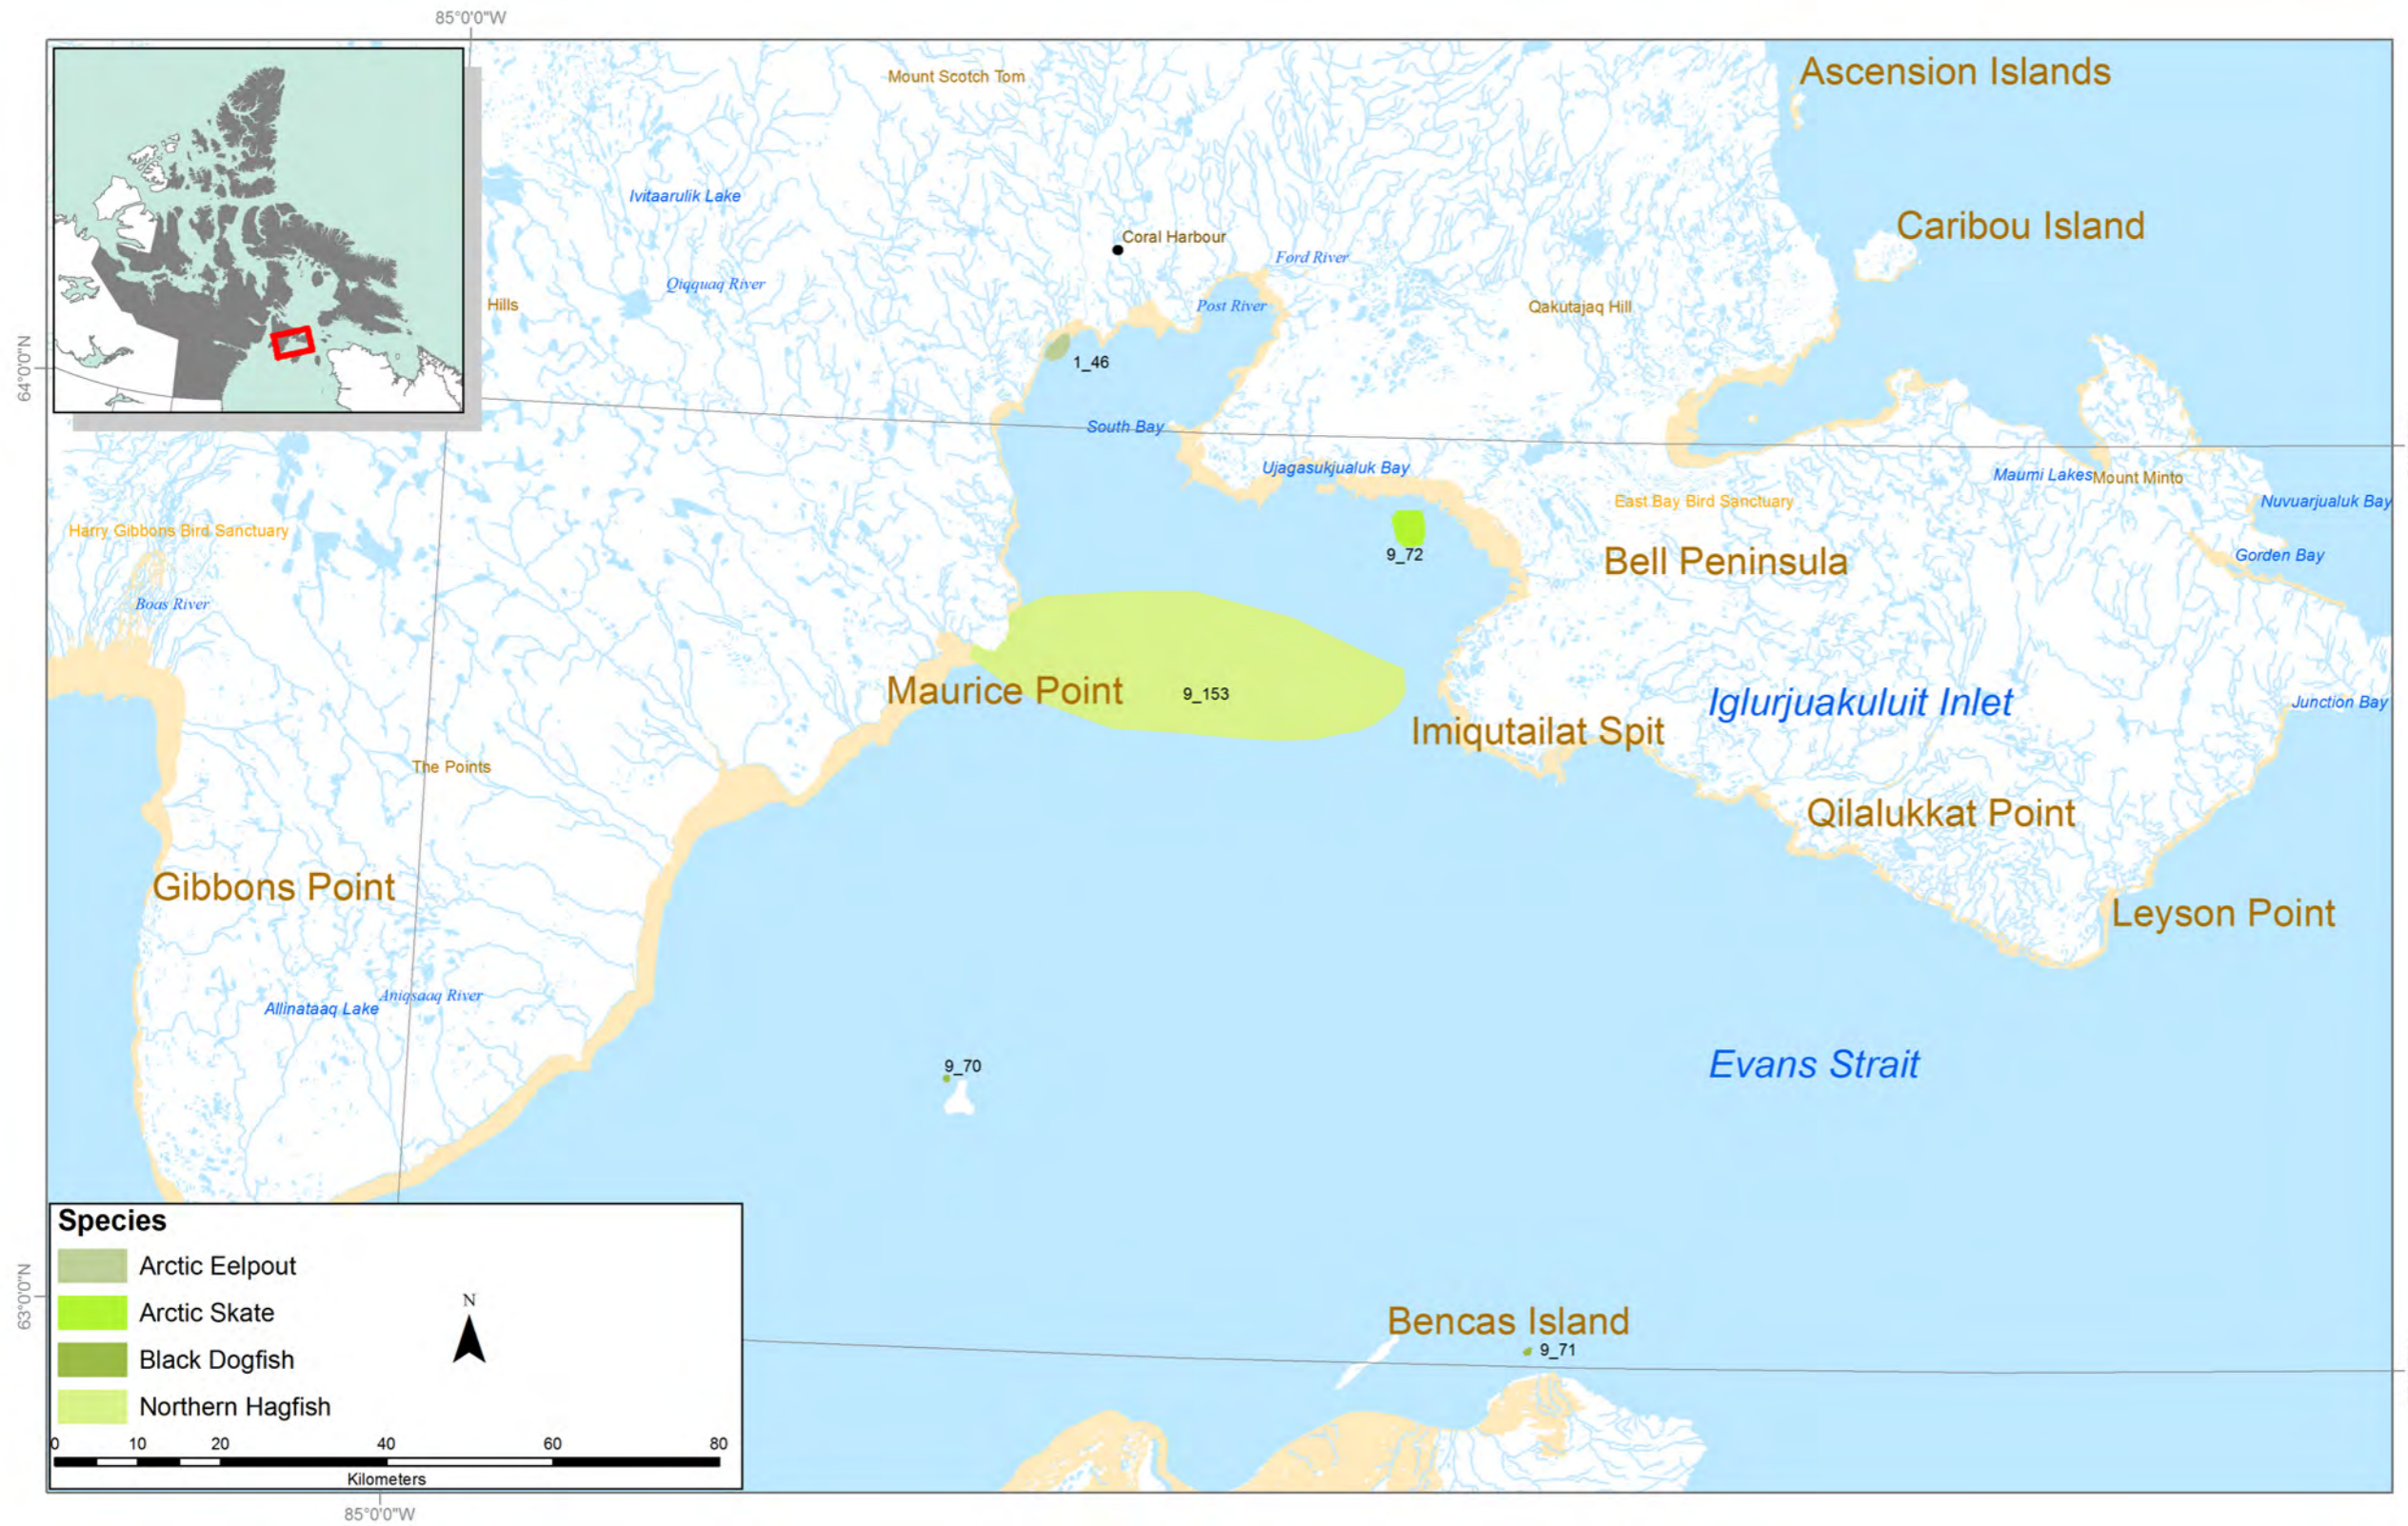 85°0'0"W
Ascension Islands
Mount Scotch Tom
Ivitaarulik Lake
Caribou Island
Coral Harbour
Ford River
Qiqquaq River
Hills
Post River
Qakutajaq Hill
64°0'0"N
1_46
South Bay
Ujagasukjualuk Bay
Maumi Lakes
Mount Minto
East Bay Bird Sanctuary
Nuvuarjualuk Bay
Harry Gibbons Bird Sanctuary
9_72
Bell Peninsula
Gorden Bay
Boas River
Maurice Point
9_153
Iglurjuakuluit Inlet
Junction Bay
Imiqutailat Spit
The Points
Qilalukkat Point
Gibbons Point
Leyson Point
Aniqsaaq River
Allinataaq Lake
9_70
Evans Strait
Species
Arctic Eelpout
Arctic Skate
Black Dogfish
Northern Hagfish
N
0 10 20 40 60 80
Kilometers
63°0'0"N
Bencas Island
9_71
85°0'0"W